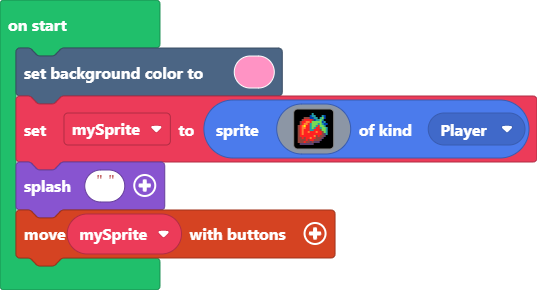 on start
set background color to
set mySprite to sprite of kind Player
splash " "
move mySprite with buttons